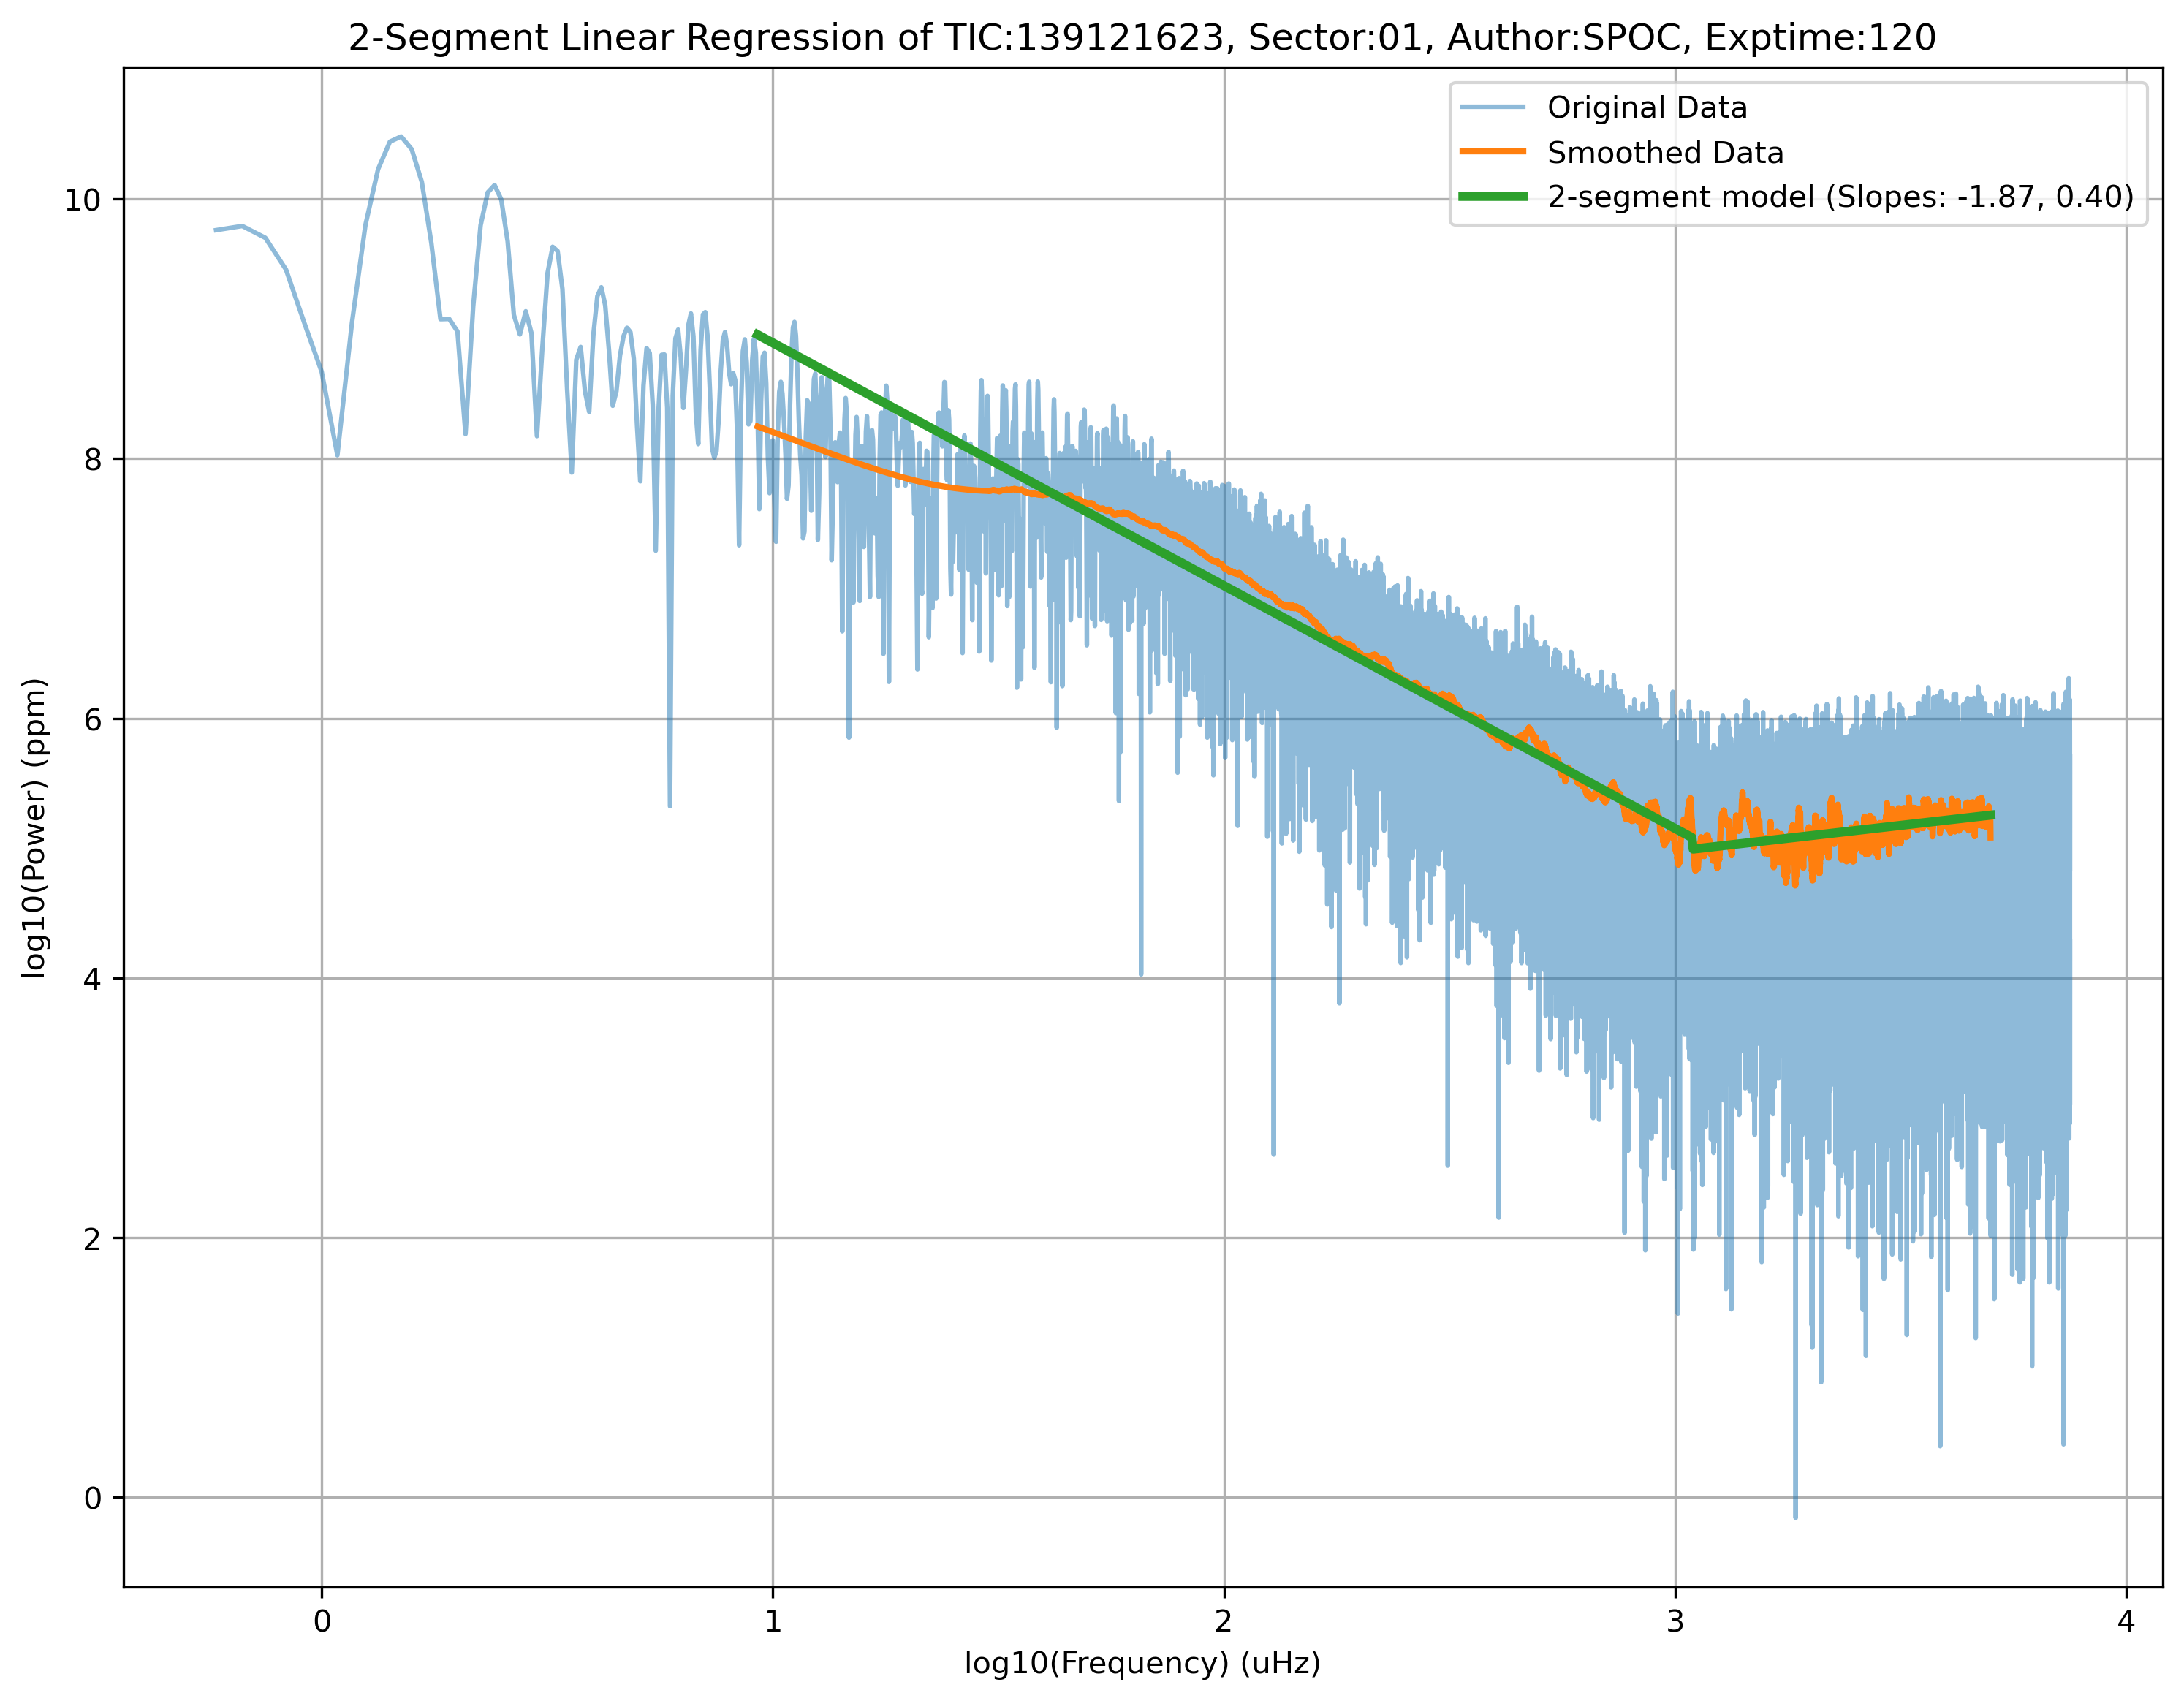 2-Segment Linear Regression of TIC:139121623, Sector:01, Author:SPOC, Exptime:120
Original Data
Smoothed Data
2-segment model (Slopes: -1.87, 0.40)
log10(Power) (ppm)
10
8
6
4
2
0
0 1 2 3 4
log10(Frequency) (uHz)